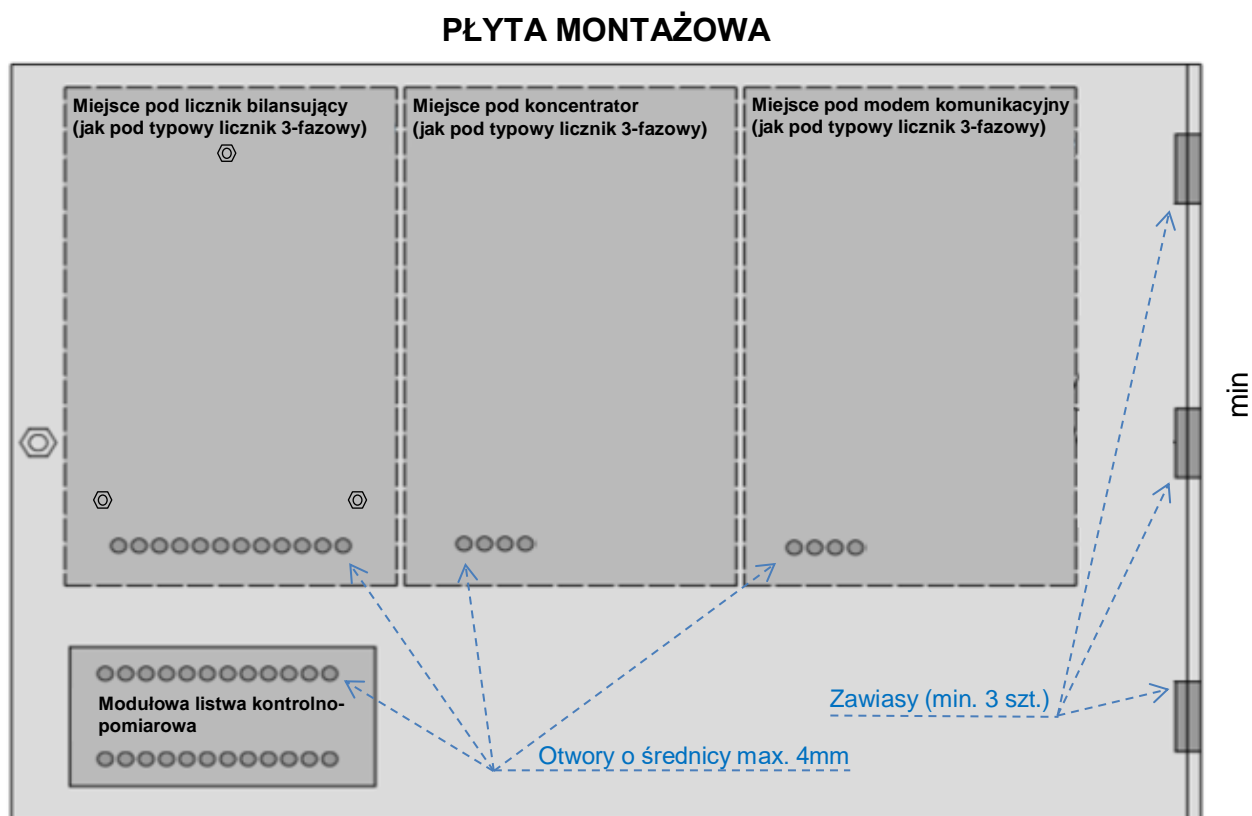 PŁYTA MONTAŻOWA
Miejsce pod licznik bilansujący
(jak pod typowy licznik 3-fazowy)
Miejsce pod koncentrator
(jak pod typowy licznik 3-fazowy)
Miejsce pod modem komunikacyjny
(jak pod typowy licznik 3-fazowy)
min
Modułowa listwa kontrolno-
pomiarowa
Zawiasy (min. 3 szt.)
Otwory o średnicy max. 4mm